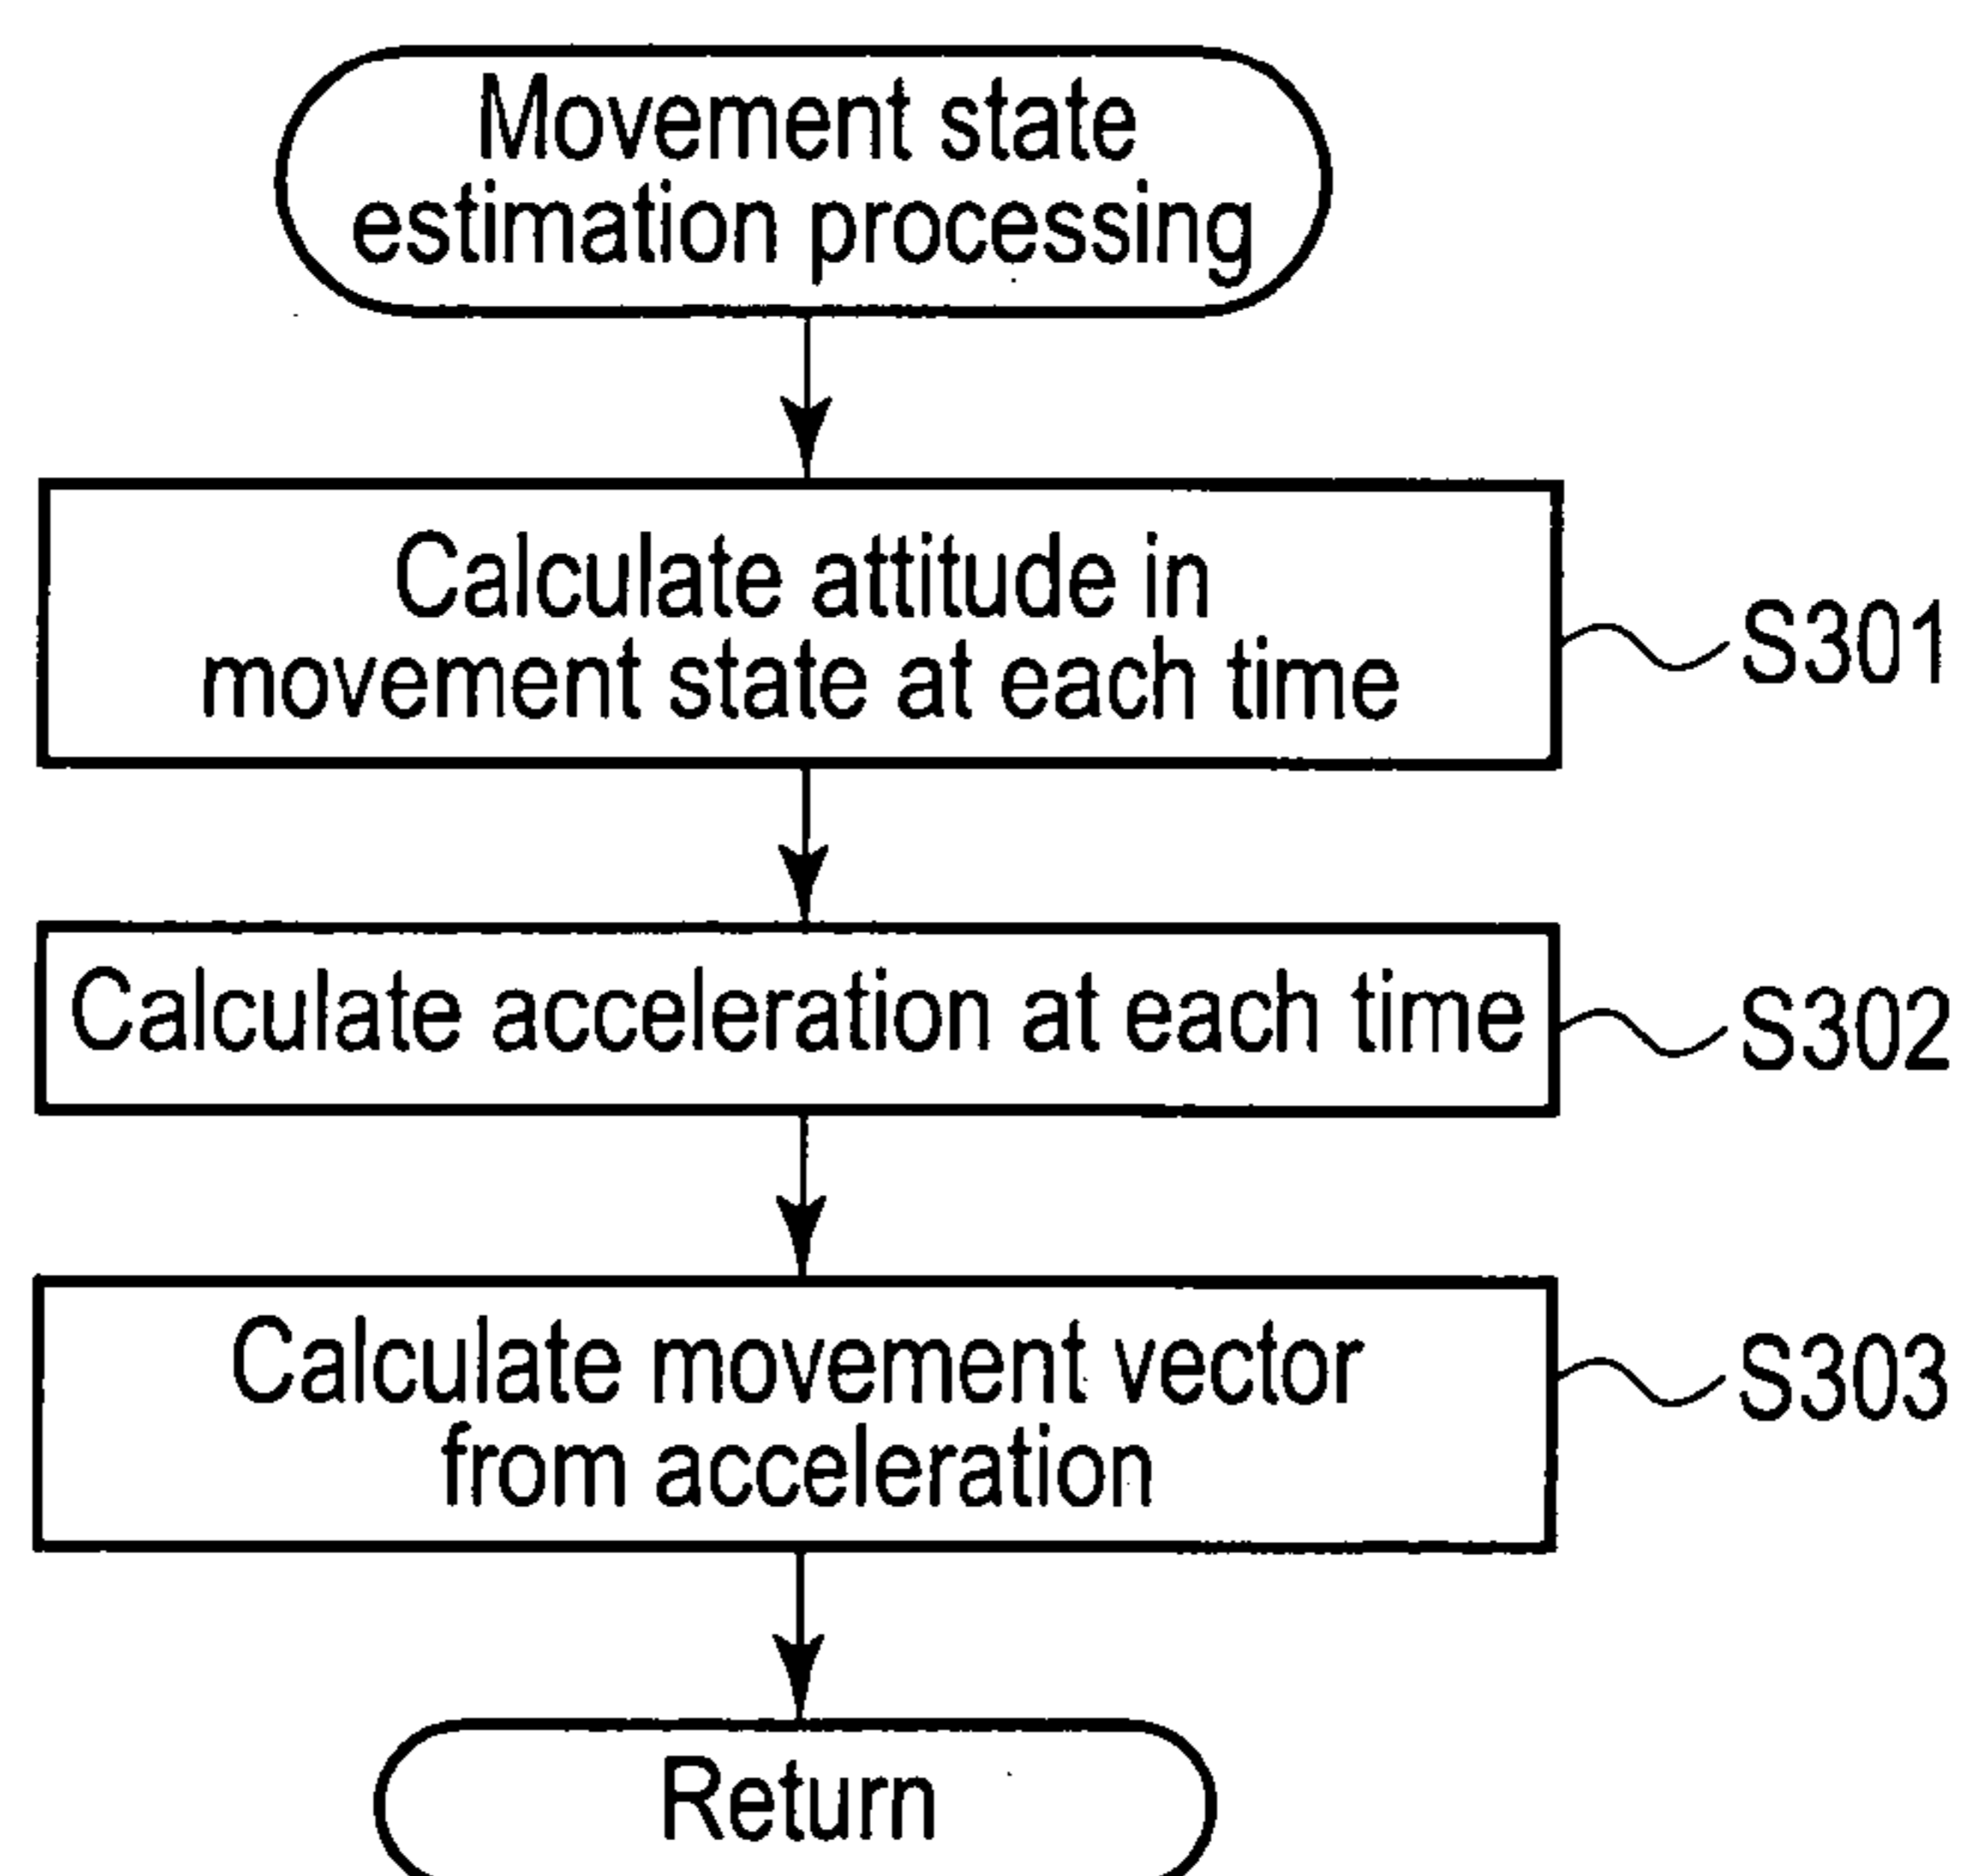 Movement state
estimation processing
Calculate attitude in
movement state at each time
S301
Calculate acceleration at each time
S302
Calculate movement vector
from acceleration
S303
Return